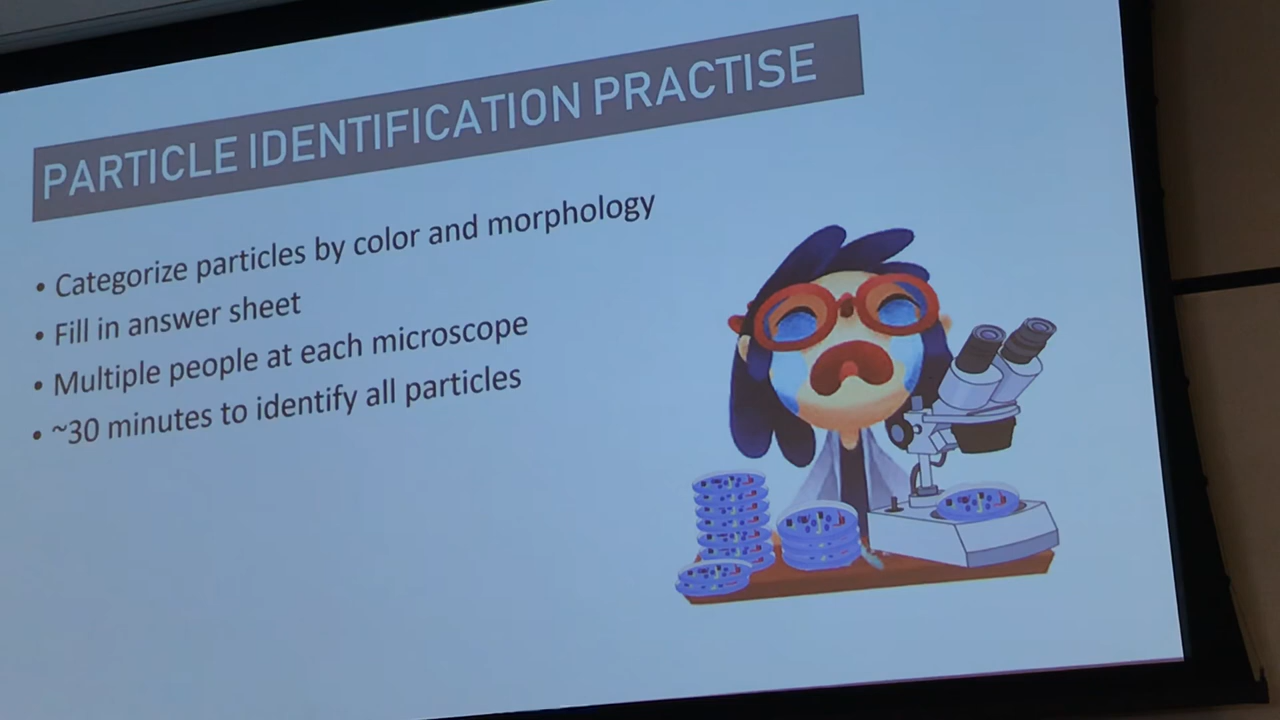 PARTICLE IDENTIFICATION PRACTISE
• Categorize particles by color and morphology
• Fill in answer sheet
• Multiple people at each microscope
• ~30 minutes to identify all particles